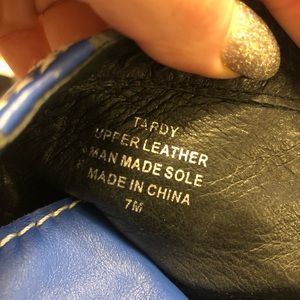 TARDY
UPPER LEATHER
MAN MADE SOLE
MADE IN CHINA
7M